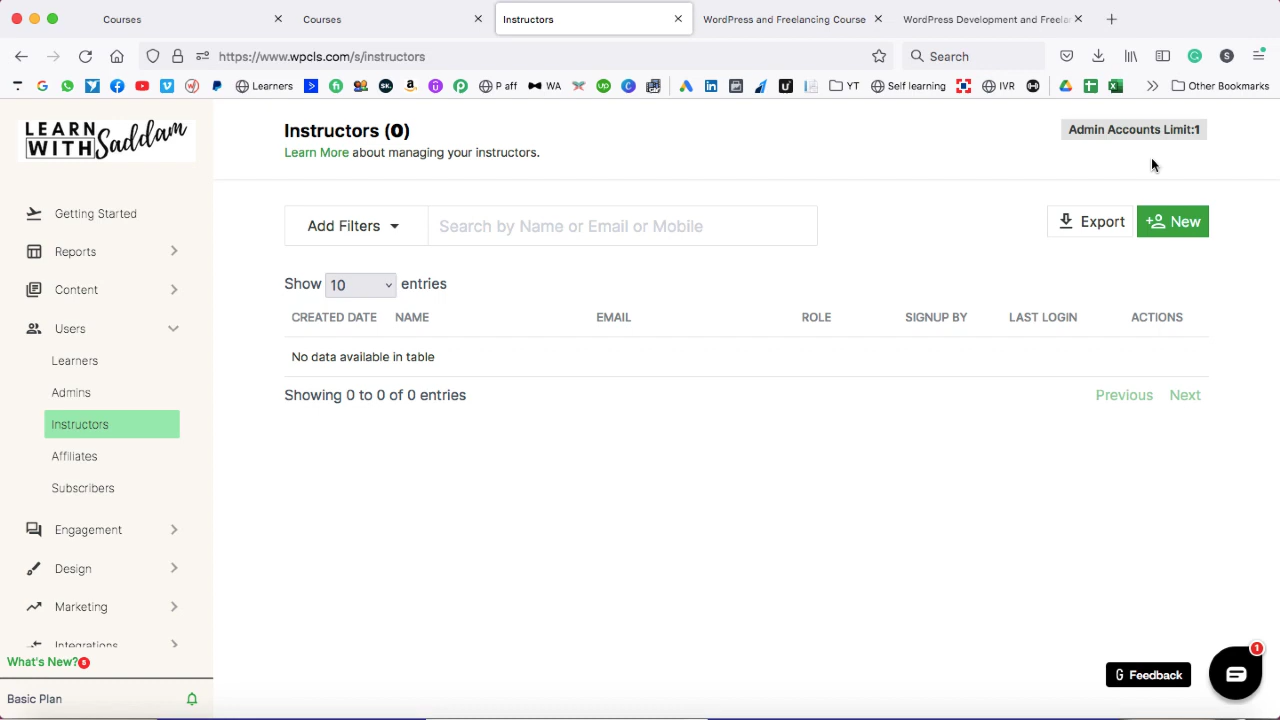 Courses
Courses
Instructors
WordPress and Freelancing Course
WordPress Development and Freela
https://www.wpcls.com/s/instructors
Search
Learners
P aff
WA
YT
Self learning
IVR
Other Bookmarks
LEARN
WITH Saddam
Instructors (0)
Learn More about managing your instructors.
Admin Accounts Limit:1
Getting Started
Reports
Content
Users
Learners
Admins
Instructors
Affiliates
Subscribers
Engagement
Design
Marketing
Integrations
What's New? 8
Basic Plan
Add Filters
Search by Name or Email or Mobile
Export
New
Show 10 entries
CREATED DATE NAME EMAIL ROLE SIGNUP BY LAST LOGIN ACTIONS
No data available in table
Showing 0 to 0 of 0 entries
Previous Next
Feedback
1